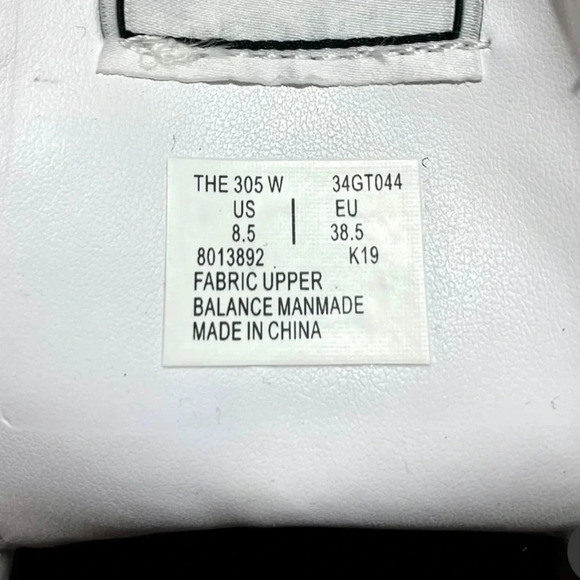 THE 305 W 34GT044
US | EU
8.5 | 38.5
8013892 K19
FABRIC UPPER
BALANCE MANMADE
MADE IN CHINA